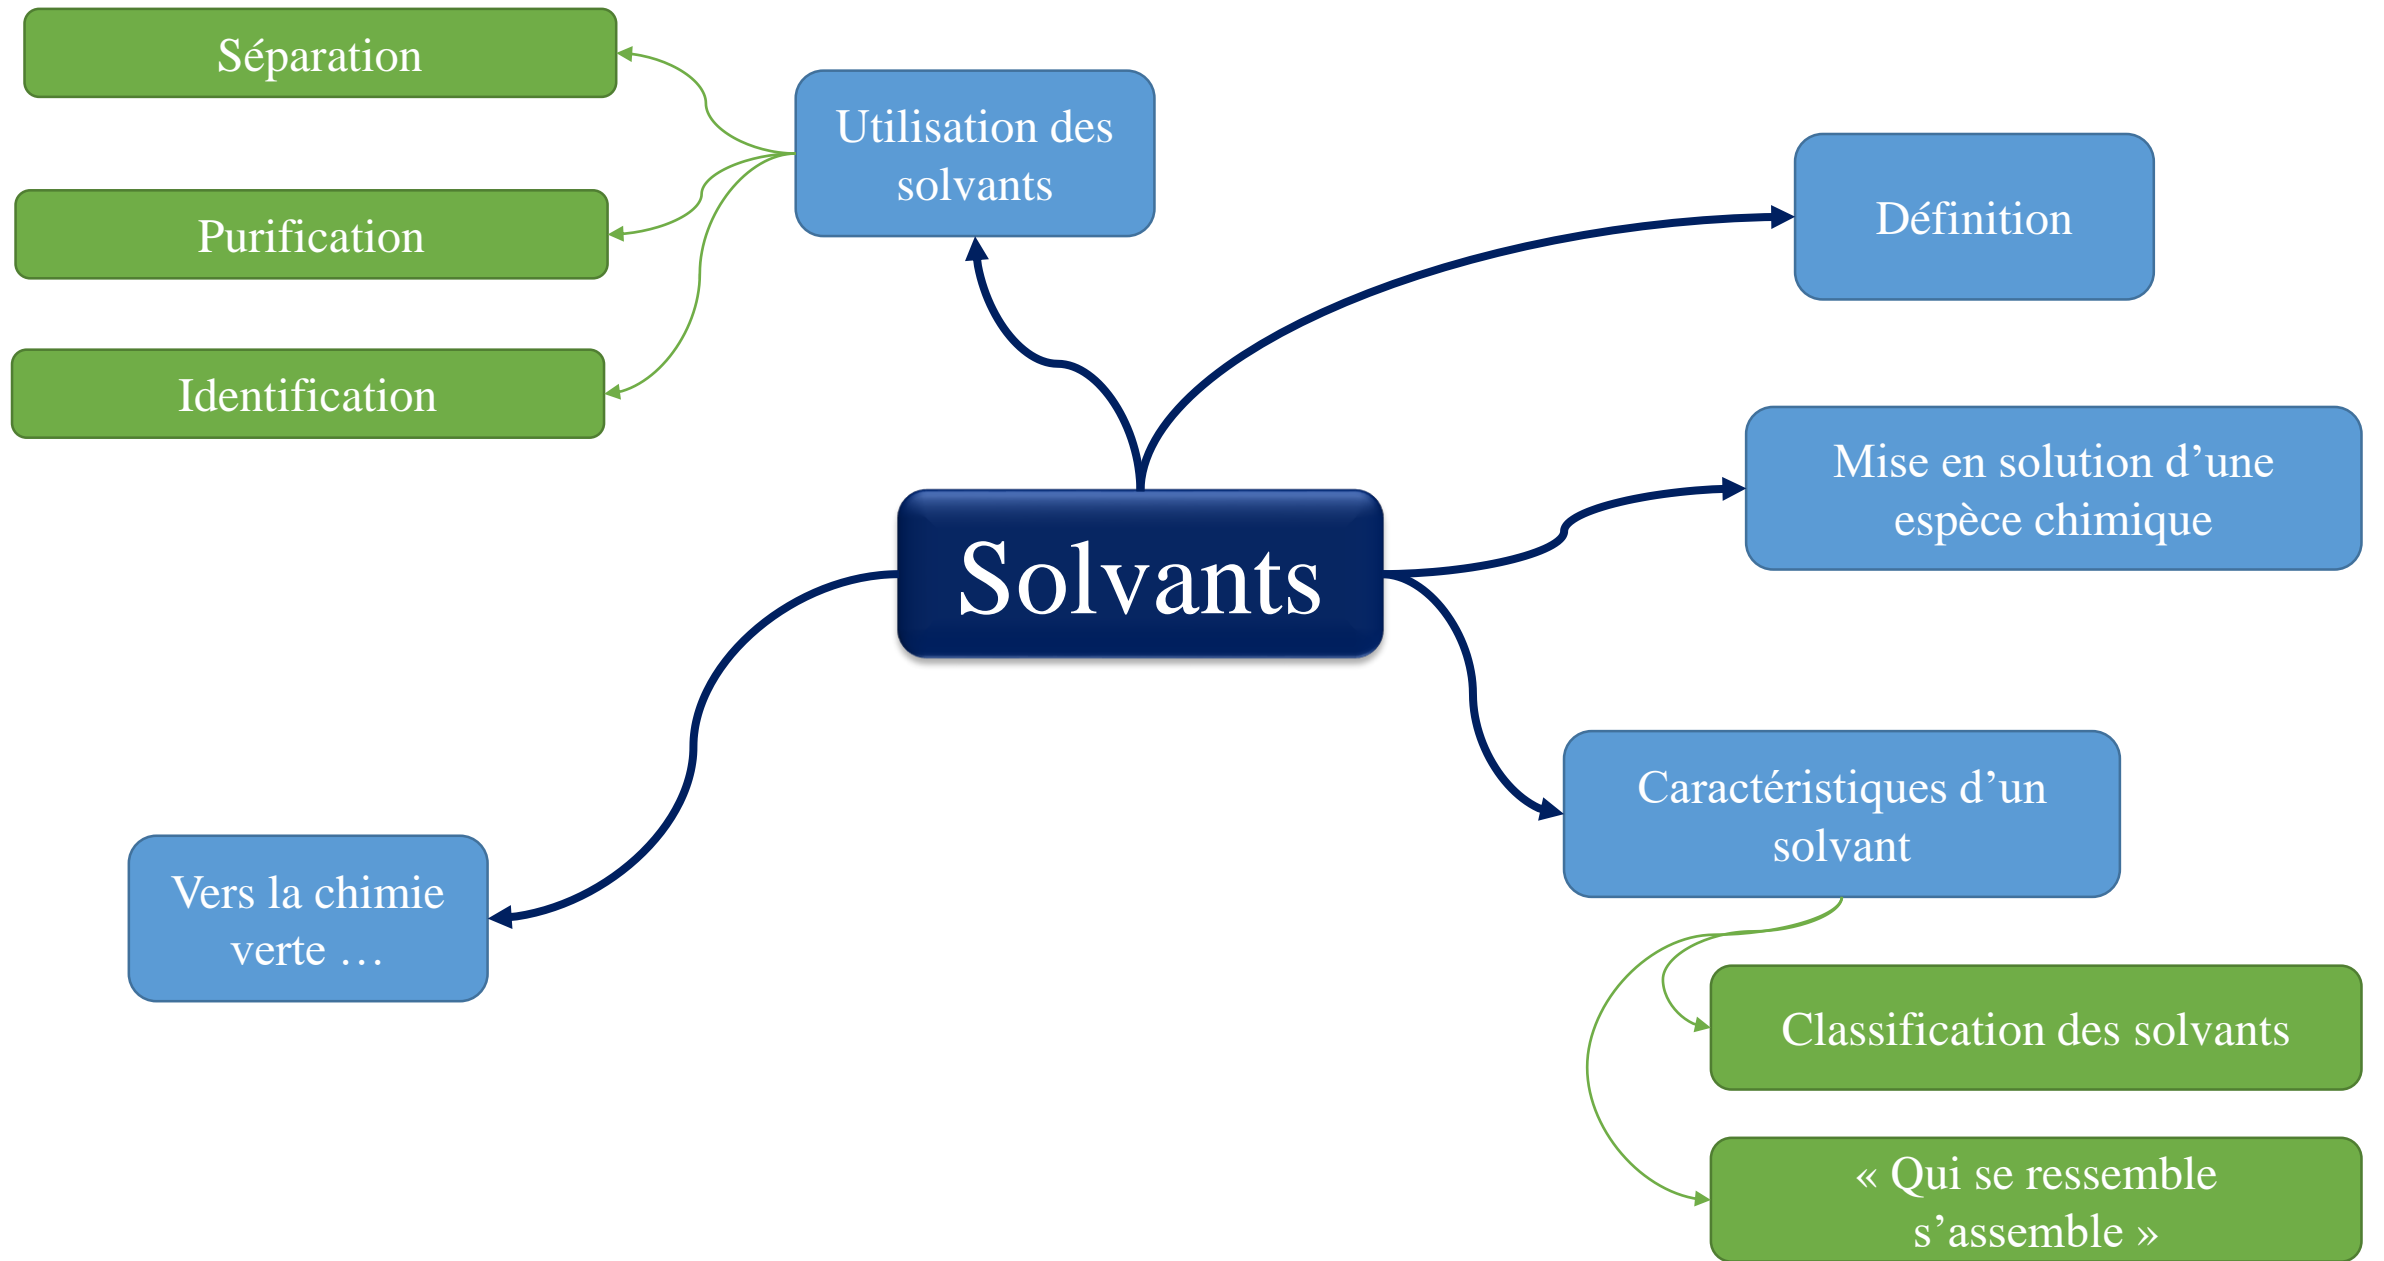 Séparation
Purification
Identification
Utilisation des
solvants
Définition
Mise en solution d’une
espèce chimique
Solvants
Caractéristiques d’un
solvant
Vers la chimie
verte …
Classification des solvants
« Qui se ressemble
s’assemble »